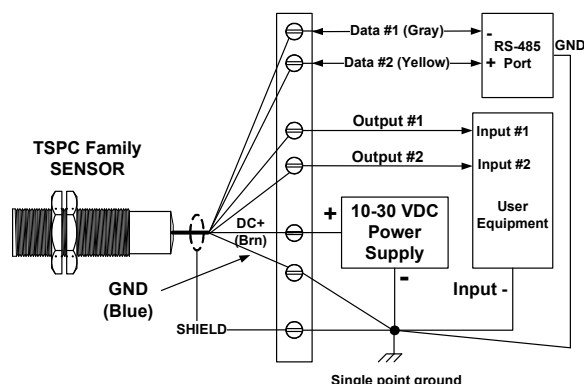 Data #1 (Gray)
-
RS-485
Port
GND
Data #2 (Yellow)
+
TSPC Family
SENSOR
Output #1
Input #1
Output #2
Input #2
User
Equipment
DC+
(Brn)
+
10-30 VDC
Power
Supply
-
GND
(Blue)
Input -
SHIELD
Single point ground